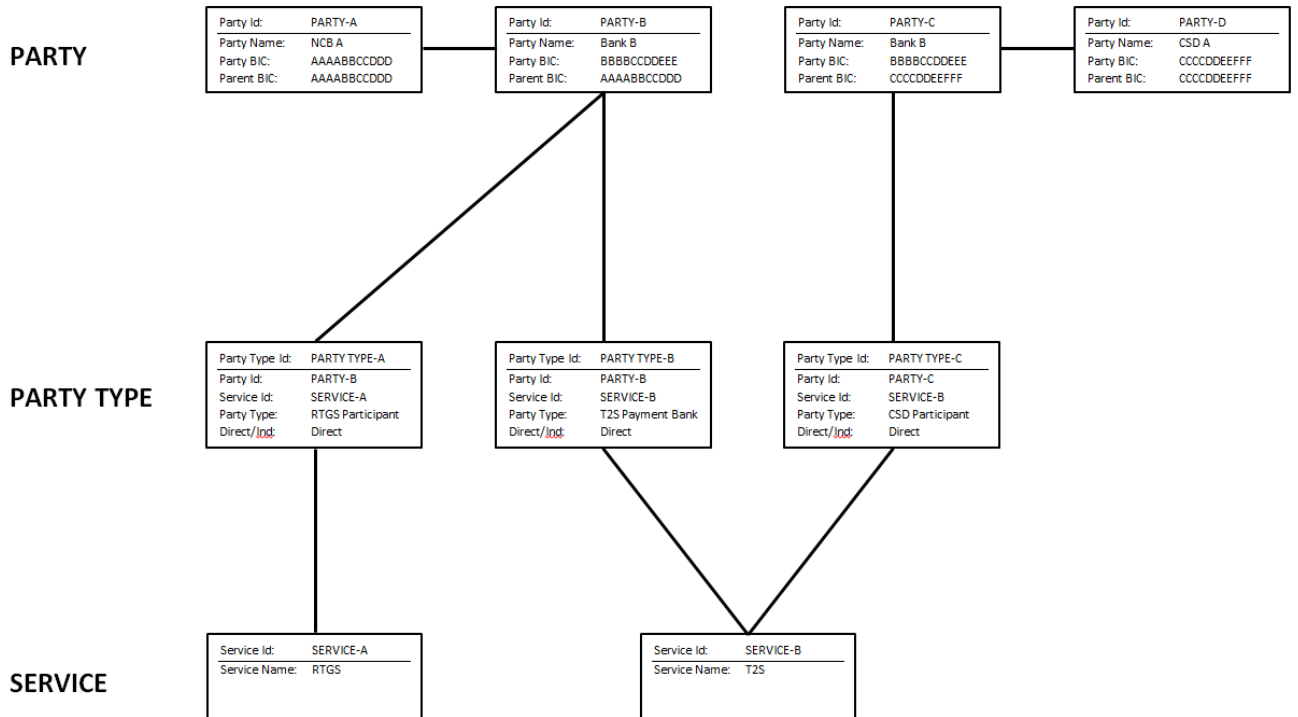 PARTY
Party Id: PARTY-A
Party Name: NCB A
Party BIC: AAAABBCCDDD
Parent BIC: AAAABBCCDDD
Party Id: PARTY-B
Party Name: Bank B
Party BIC: BBBBCCDDEEE
Parent BIC: AAAABBCCDDD
Party Id: PARTY-C
Party Name: Bank B
Party BIC: BBBBCCDDEEE
Parent BIC: CCCCDDEEFFF
Party Id: PARTY-D
Party Name: CSD A
Party BIC: CCCCDDEEFFF
Parent BIC: CCCCDDEEFFF
PARTY TYPE
Party Type Id: PARTY TYPE-A
Party Id: PARTY-B
Service Id: SERVICE-A
Party Type: RTGS Participant
Direct/Ind: Direct
Party Type Id: PARTY TYPE-B
Party Id: PARTY-B
Service Id: SERVICE-B
Party Type: T2S Payment Bank
Direct/Ind: Direct
Party Type Id: PARTY TYPE-C
Party Id: PARTY-C
Service Id: SERVICE-B
Party Type: CSD Participant
Direct/Ind: Direct
SERVICE
Service Id: SERVICE-A
Service Name: RTGS
Service Id: SERVICE-B
Service Name: T2S